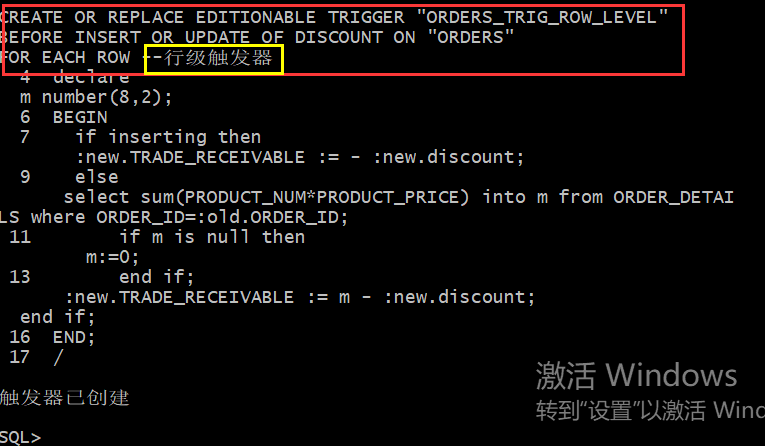 CREATE OR REPLACE EDITIONABLE TRIGGER "ORDERS_TRIG_ROW_LEVEL"
BEFORE INSERT OR UPDATE OF DISCOUNT ON "ORDERS"
FOR EACH ROW --行级触发器
4 declare
m number(8,2);
6 BEGIN
7 if inserting then
:new.TRADE_RECEIVABLE := - :new.discount;
9 else
select sum(PRODUCT_NUM*PRODUCT_PRICE) into m from ORDER_DETAI
LS where ORDER_ID=:old.ORDER_ID;
11 if m is null then
m:=0;
13 end if;
:new.TRADE_RECEIVABLE := m - :new.discount;
end if;
16 END;
17 /
触发器已创建
SQL>
激活 Windows
转到“设置”以激活 Wind